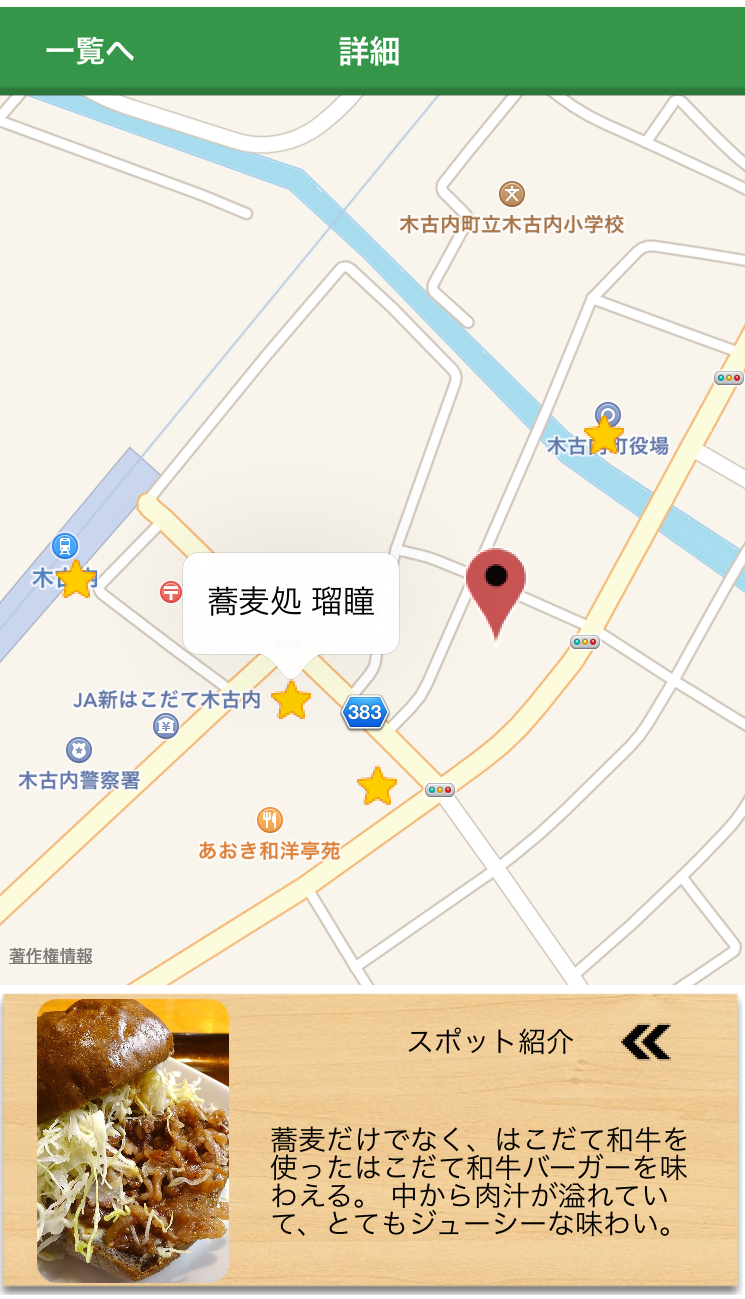 一覧へ
詳細
文
木古内町立木古内小学校
木古内町役場
木古内
〒
蕎麦処 瑠瞳
JA新はこだて木古内
383
¥
木古内警察署
あおき和洋亭苑
著作権情報
スポット紹介
蕎麦だけでなく、はこだて和牛を
使ったはこだて和牛バーガーを味
わえる。 中から肉汁が溢れてい
て、とてもジューシーな味わい。